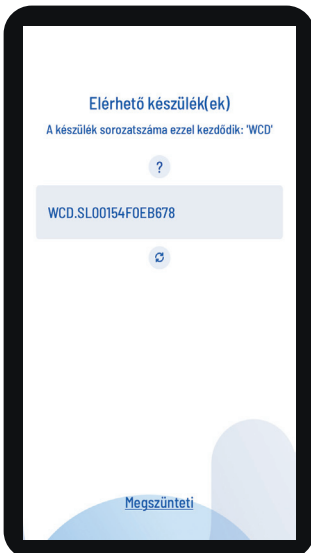 Elérhető készülék(ek)
A készülék sorozatszáma ezzel kezdődik: 'WCD'
?
WCD.SL00154F0EB678
Megszünteti